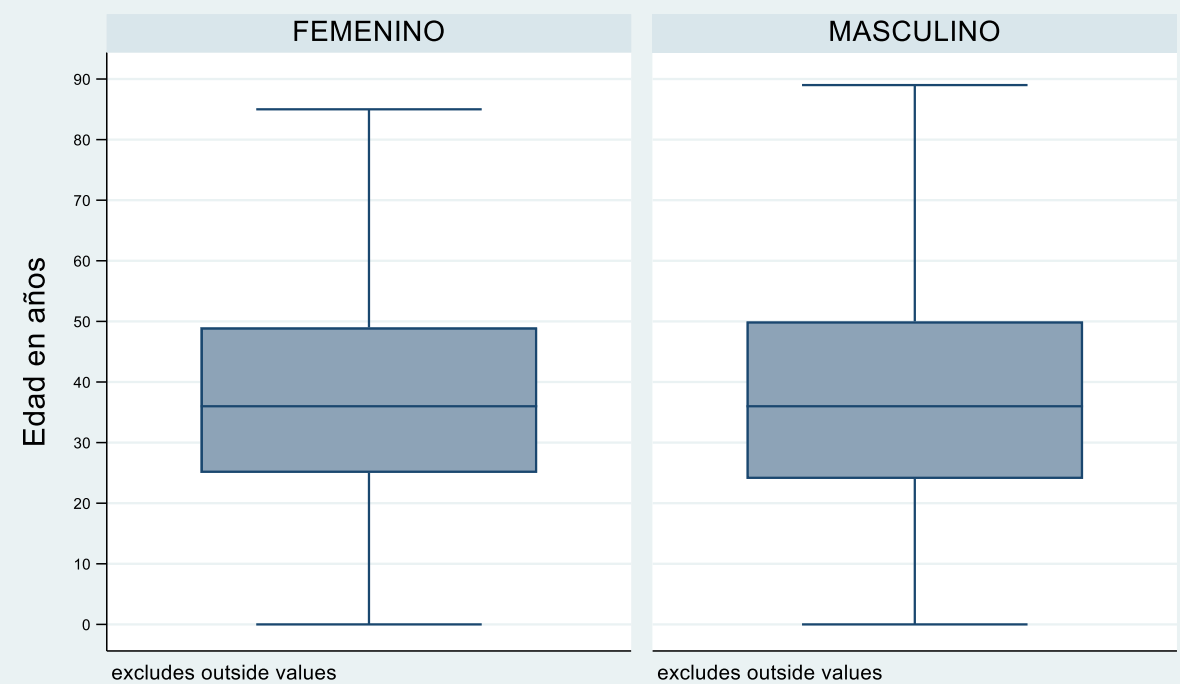 FEMENINO
MASCULINO
Edad en años
90
80
70
60
50
40
30
20
10
0
excludes outside values
excludes outside values